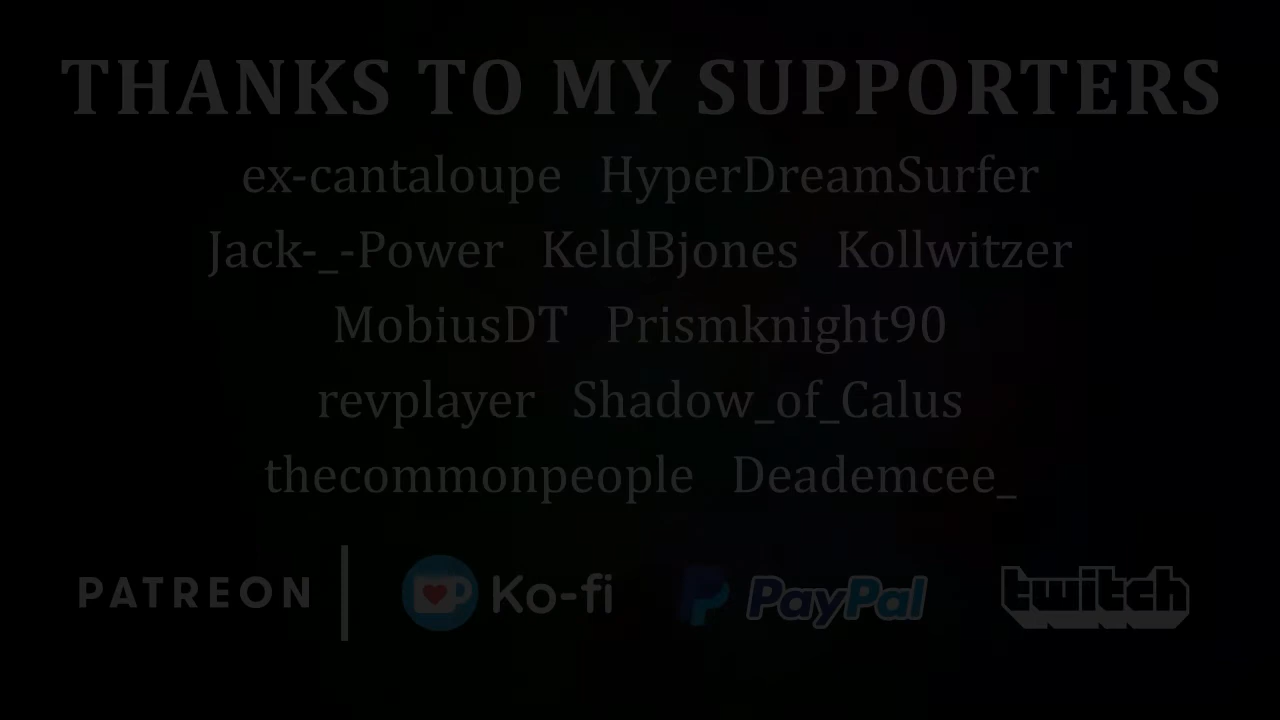 THANKS TO MY SUPPORTERS
ex-cantaloupe HyperDreamSurfer
Jack-_-Power KeldBjones Kollwitzer
MobiusDT Prismknight90
revplayer Shadow_of_Calus
thecommonpeople Deademcee_
PATREON Ko-fi PayPal twitch